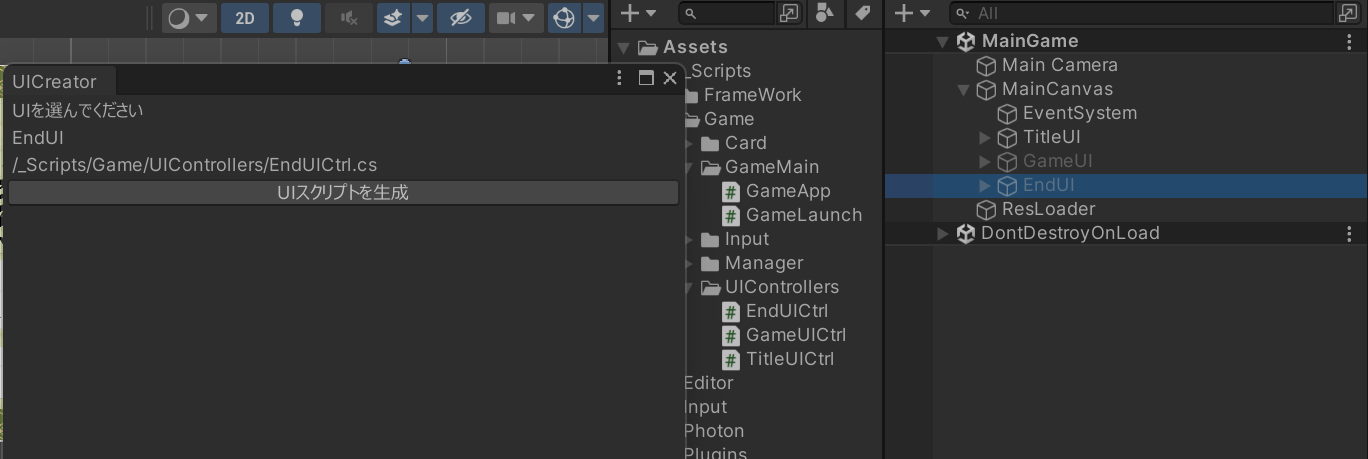 2D
UICreator
UIを選んでください
EndUI
/_Scripts/Game/UIControllers/EndUICtrl.cs
UIスクリプトを生成
Assets
_Scripts
FrameWork
Game
Card
GameMain
GameApp
GameLaunch
Input
Manager
UIControllers
EndUICtrl
GameUICtrl
TitleUICtrl
Editor
Input
Photon
Plugins
All
MainGame
Main Camera
MainCanvas
EventSystem
TitleUI
GameUI
EndUI
ResLoader
DontDestroyOnLoad